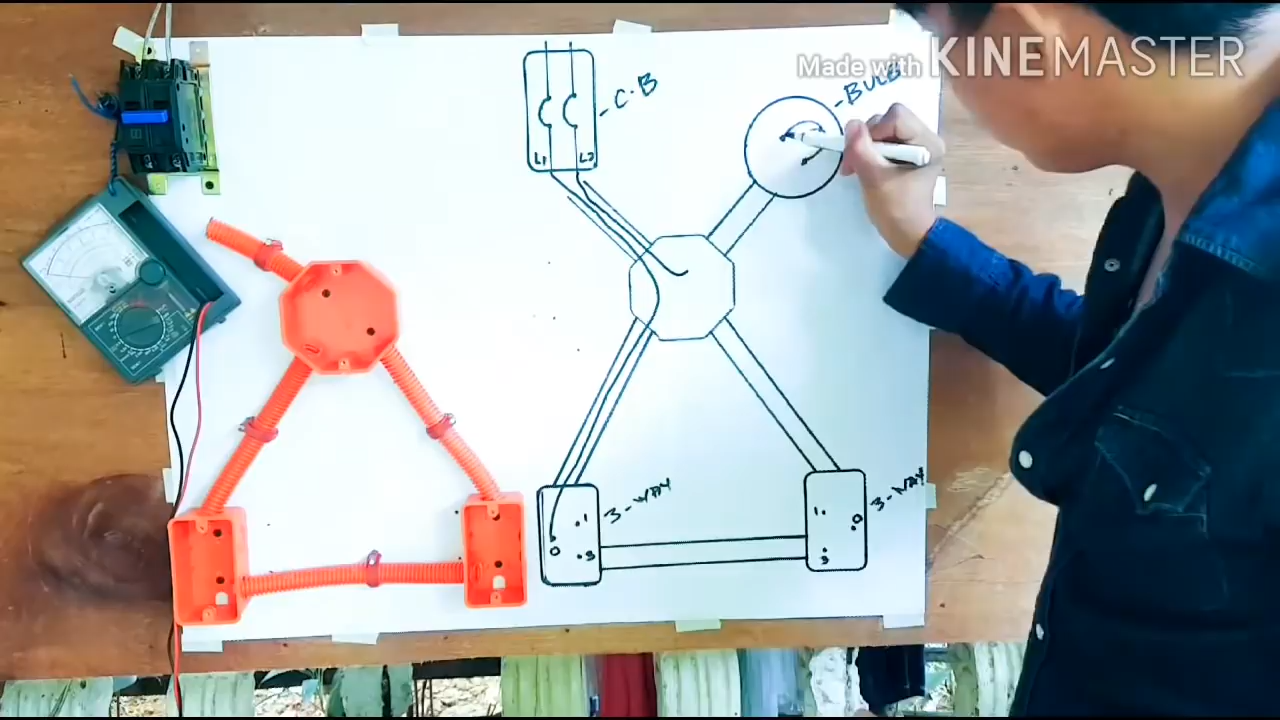 Made with KINEMASTER
- C.B
- BULB
L1 L2
3-WAY
3-WAY
.1
0
.3
1.
0
3